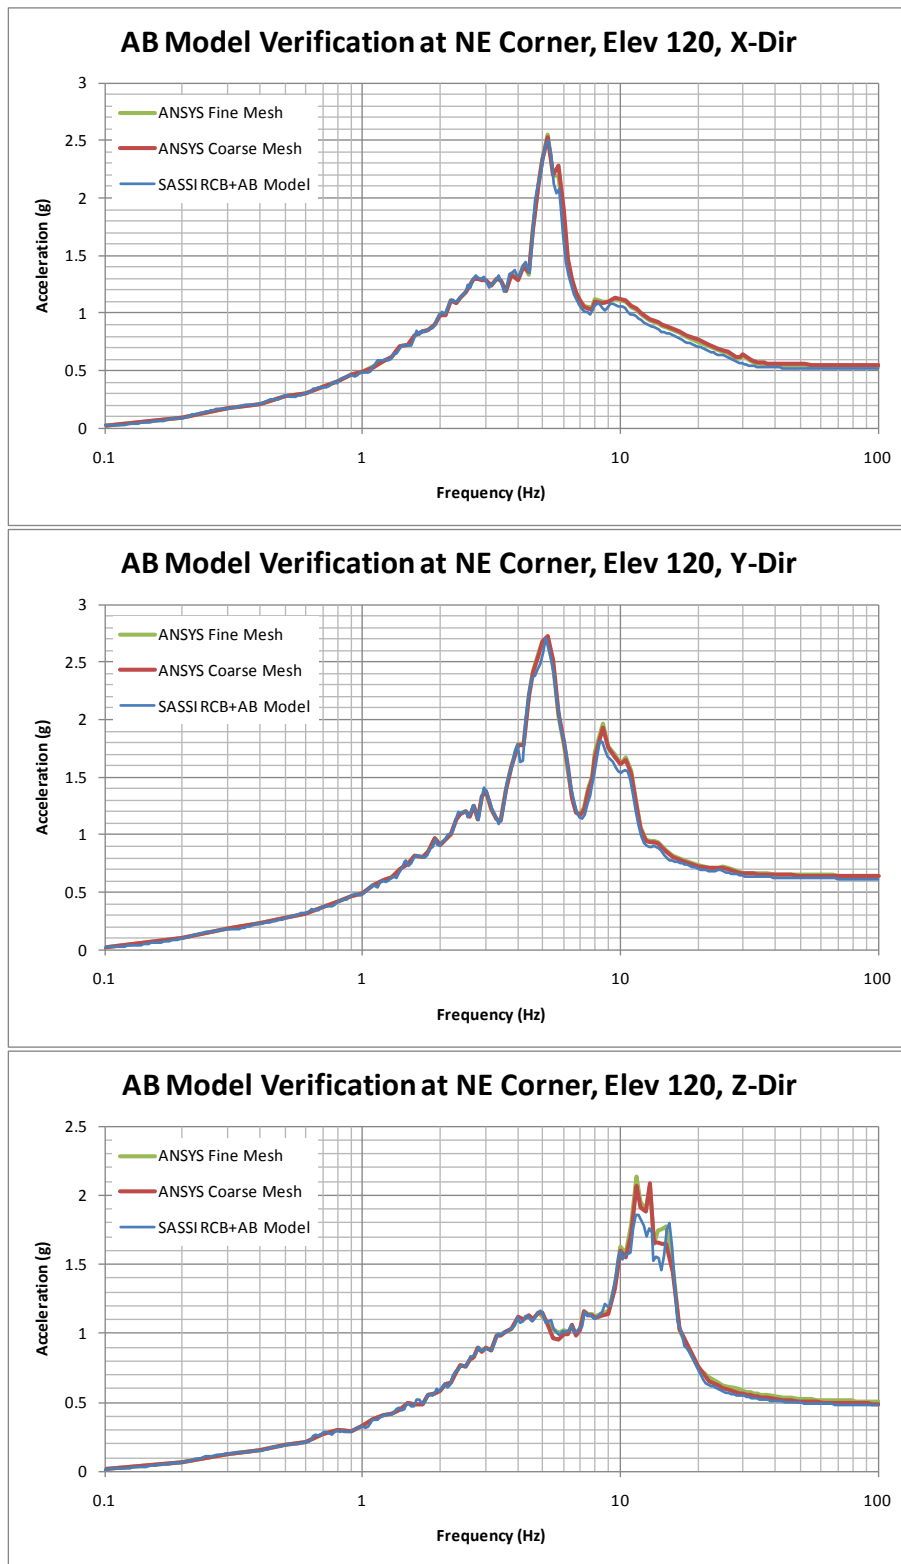 AB Model Verification at NE Corner, Elev 120, X-Dir
3
2.5
2
1.5
1
0.5
0
ANSYS Fine Mesh
ANSYS Coarse Mesh
SASSI RCB+AB Model
Acceleration (g)
0.1 1 10 100
Frequency (Hz)
AB Model Verification at NE Corner, Elev 120, Y-Dir
3
2.5
2
1.5
1
0.5
0
ANSYS Fine Mesh
ANSYS Coarse Mesh
SASSI RCB+AB Model
Acceleration (g)
0.1 1 10 100
Frequency (Hz)
AB Model Verification at NE Corner, Elev 120, Z-Dir
2.5
2
1.5
1
0.5
0
ANSYS Fine Mesh
ANSYS Coarse Mesh
SASSI RCB+AB Model
Acceleration (g)
0.1 1 10 100
Frequency (Hz)